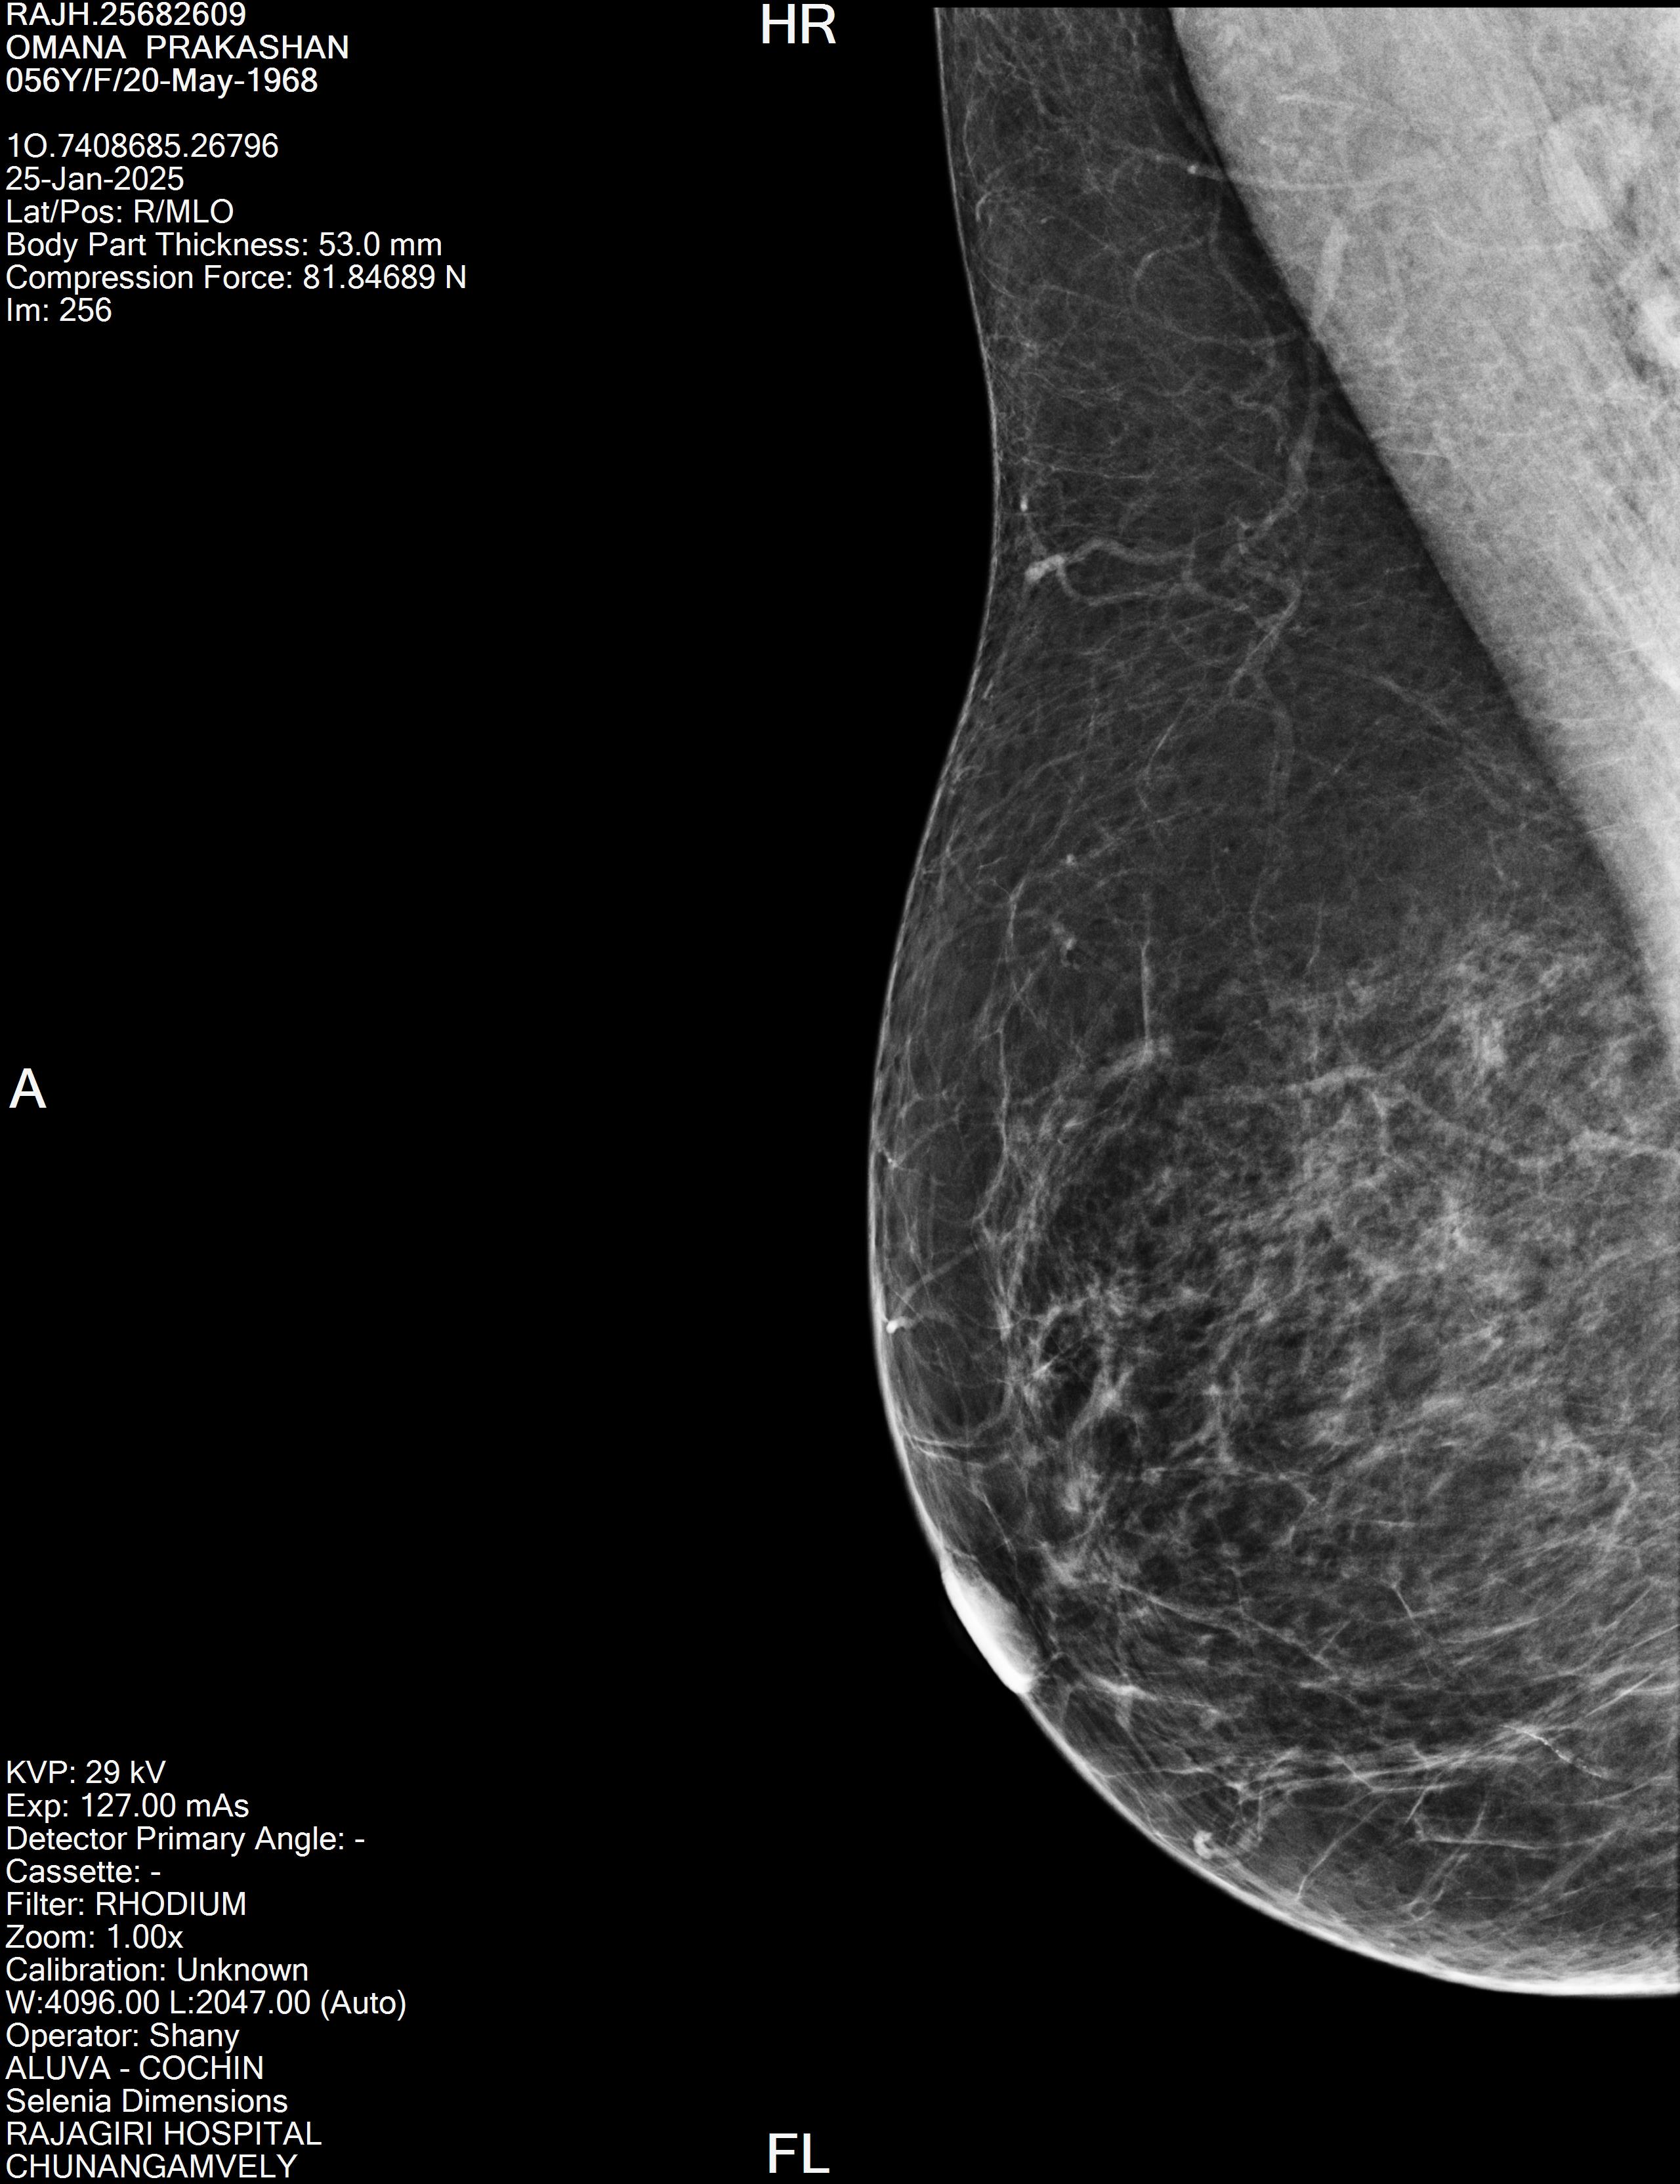 RAJH.25682609
OMANA PRAKASHAN
056Y/F/20-May-1968
1O.7408685.26796
25-Jan-2025
Lat/Pos: R/MLO
Body Part Thickness: 53.0 mm
Compression Force: 81.84689 N
Im: 256
HR
A
KVP: 29 kV
Exp: 127.00 mAs
Detector Primary Angle: -
Cassette: -
Filter: RHODIUM
Zoom: 1.00x
Calibration: Unknown
W:4096.00 L:2047.00 (Auto)
Operator: Shany
ALUVA - COCHIN
Selenia Dimensions
RAJAGIRI HOSPITAL
CHUNANGAMVELY
FL